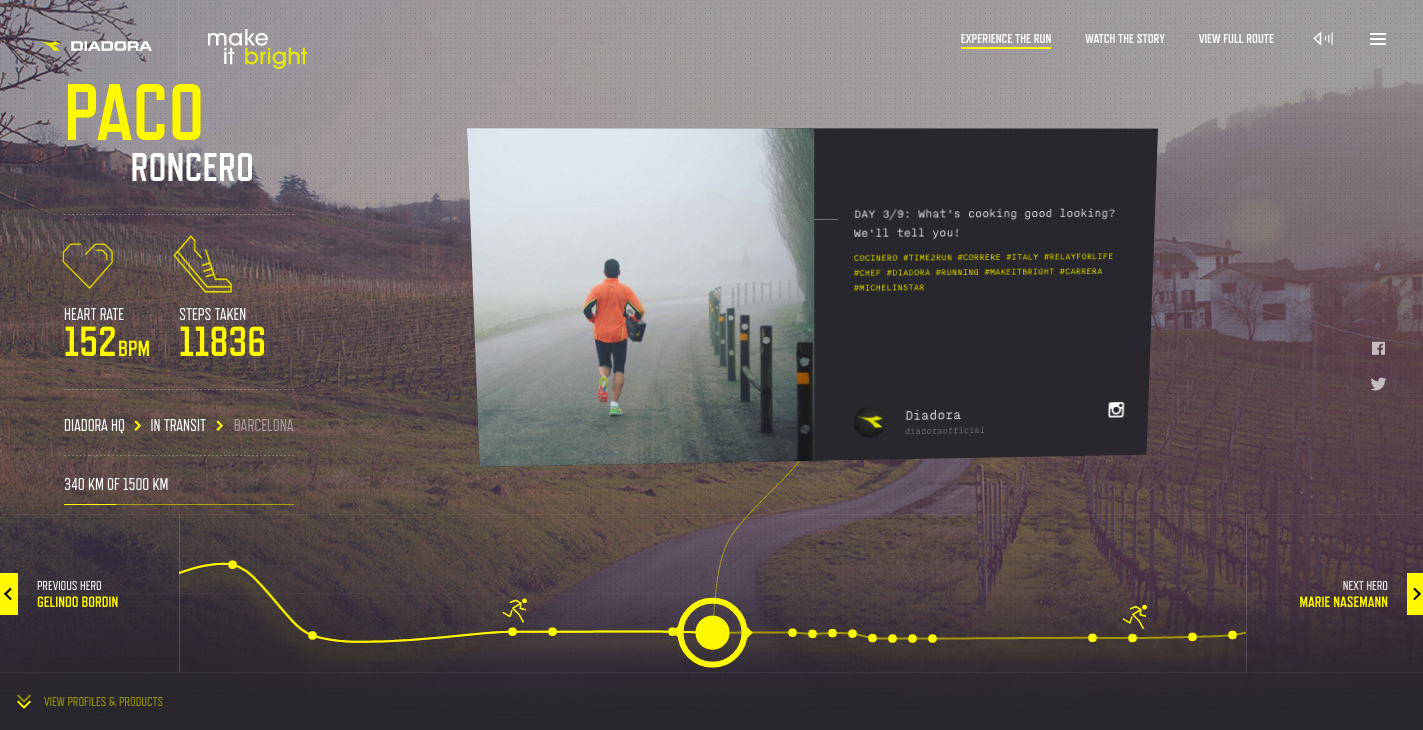 DIADORA
make
it bright
EXPERIENCE THE RUN
WATCH THE STORY
VIEW FULL ROUTE
PACO
RONCERO
HEART RATE
152 BPM
STEPS TAKEN
11836
DIADORA HQ > IN TRANSIT > BARCELONA
340 KM OF 1500 KM
DAY 3/9: What's cooking good looking?
We'll tell you!
COCINERO #TIME2RUN #CORRERE #ITALY #RELAYFORLIFE
#CHEF #DIADORA #RUNNING #MAKEITBRIGHT #CARRERA
#MICHELINSTAR
Diadora
diadoraofficial
PREVIOUS HERO
GELINDO BORDIN
NEXT HERO
MARIE NASEMANN
VIEW PROFILES & PRODUCTS